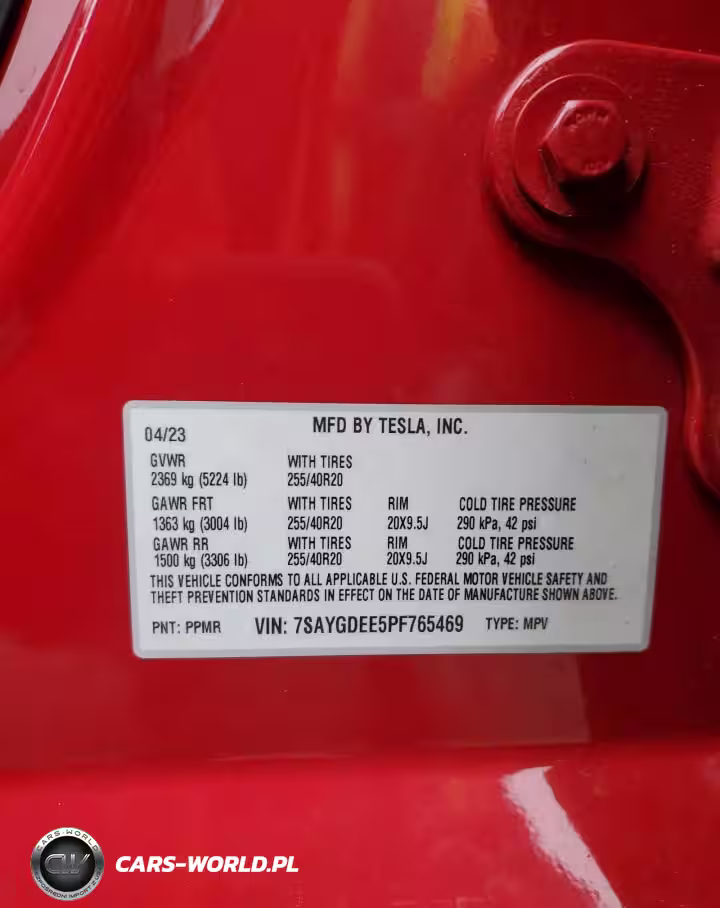 MFD BY TESLA, INC.
04/23
GVWR WITH TIRES
2369 kg (5224 lb) 255/40R20
GAWR FRT WITH TIRES RIM COLD TIRE PRESSURE
1363 kg (3004 lb) 255/40R20 20X9.5J 290 kPa, 42 psi
GAWR RR WITH TIRES RIM COLD TIRE PRESSURE
1500 kg (3306 lb) 255/40R20 20X9.5J 290 kPa, 42 psi
THIS VEHICLE CONFORMS TO ALL APPLICABLE U.S. FEDERAL MOTOR VEHICLE SAFETY AND
THEFT PREVENTION STANDARDS IN EFFECT ON THE DATE OF MANUFACTURE SHOWN ABOVE.
PNT: PPMR VIN: 7SAYGDEE5PF765469 TYPE: MPV
CARS-WORLD
CW
CARS-WORLD.PL